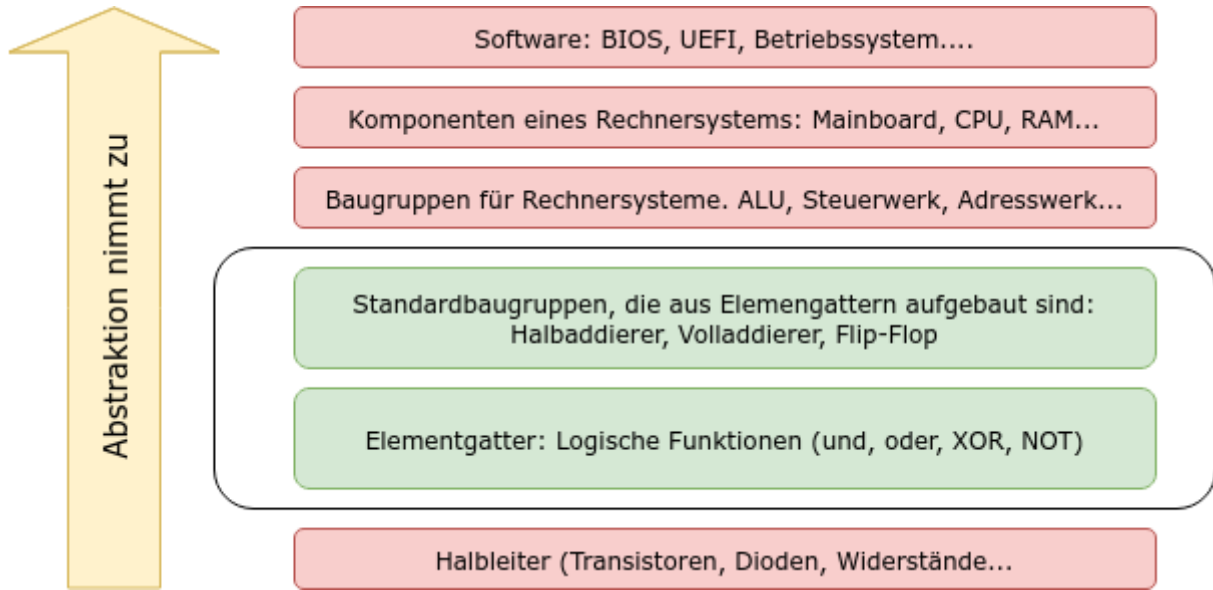 Abstraktion nimmt zu
Software: BIOS, UEFI, Betriebssystem....
Komponenten eines Rechnersystems: Mainboard, CPU, RAM...
Baugruppen für Rechnersysteme. ALU, Steuerwerk, Adresswerk...
Standardbaugruppen, die aus Elemengattern aufgebaut sind:
Halbaddierer, Volladdierer, Flip-Flop
Elementgatter: Logische Funktionen (und, oder, XOR, NOT)
Halbleiter (Transistoren, Dioden, Widerstände...